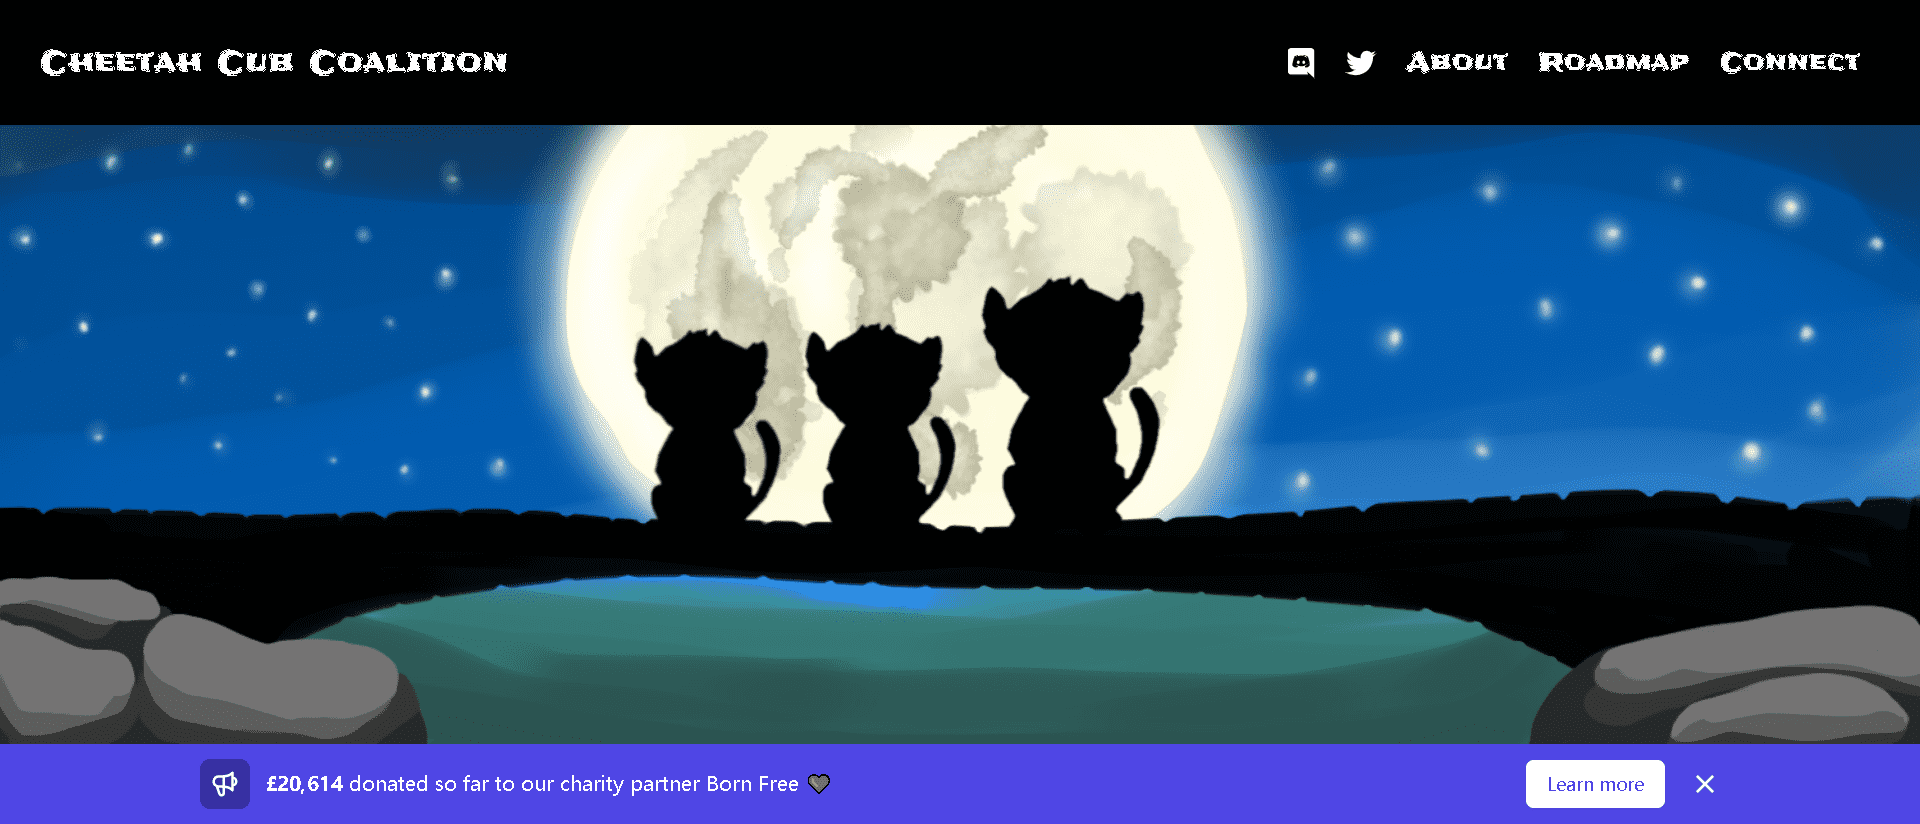 Cheetah Cub Coalition
About Roadmap Connect
£20,614 donated so far to our charity partner Born Free 🖤
Learn more